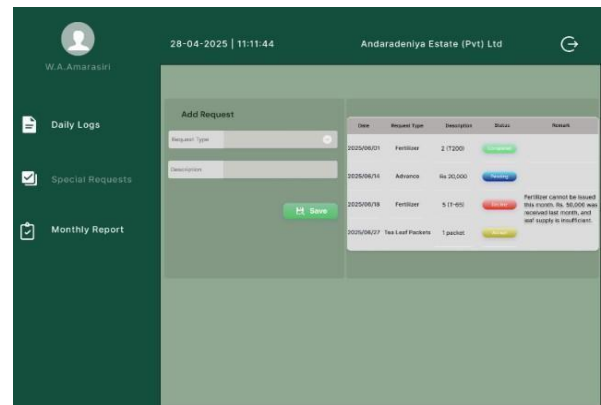 28-04-2025 | 11:11:44
Andaradeniya Estate (Pvt) Ltd
W.A.Amarasiri
Daily Logs
Special Requests
Monthly Report
Add Request
Request Type
Description
Save
Date Request Type Description Status Remark
2025/06/01 Fertilizer 2 (T200)
2025/06/14 Advance Rs 20,000 Pending
2025/06/18 Fertilizer 5 (T-65)
Fertilizer cannot be issued
this month. Rs. 50,000 was
received last month, and
leaf supply is insufficient.
2025/06/27 Tea Leaf Packets 1 packet